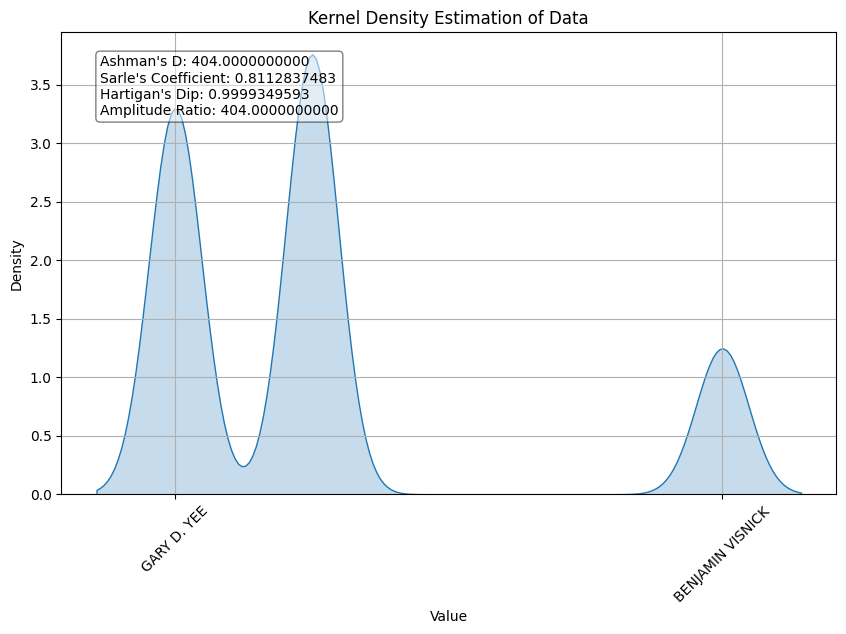 Kernel Density Estimation of Data
Ashman's D: 404.0000000000
Sarle's Coefficient: 0.8112837483
Hartigan's Dip: 0.9999349593
Amplitude Ratio: 404.0000000000
Density
3.5
3.0
2.5
2.0
1.5
1.0
0.5
0.0
GARY D. YEE
BENJAMIN VISNICK
Value